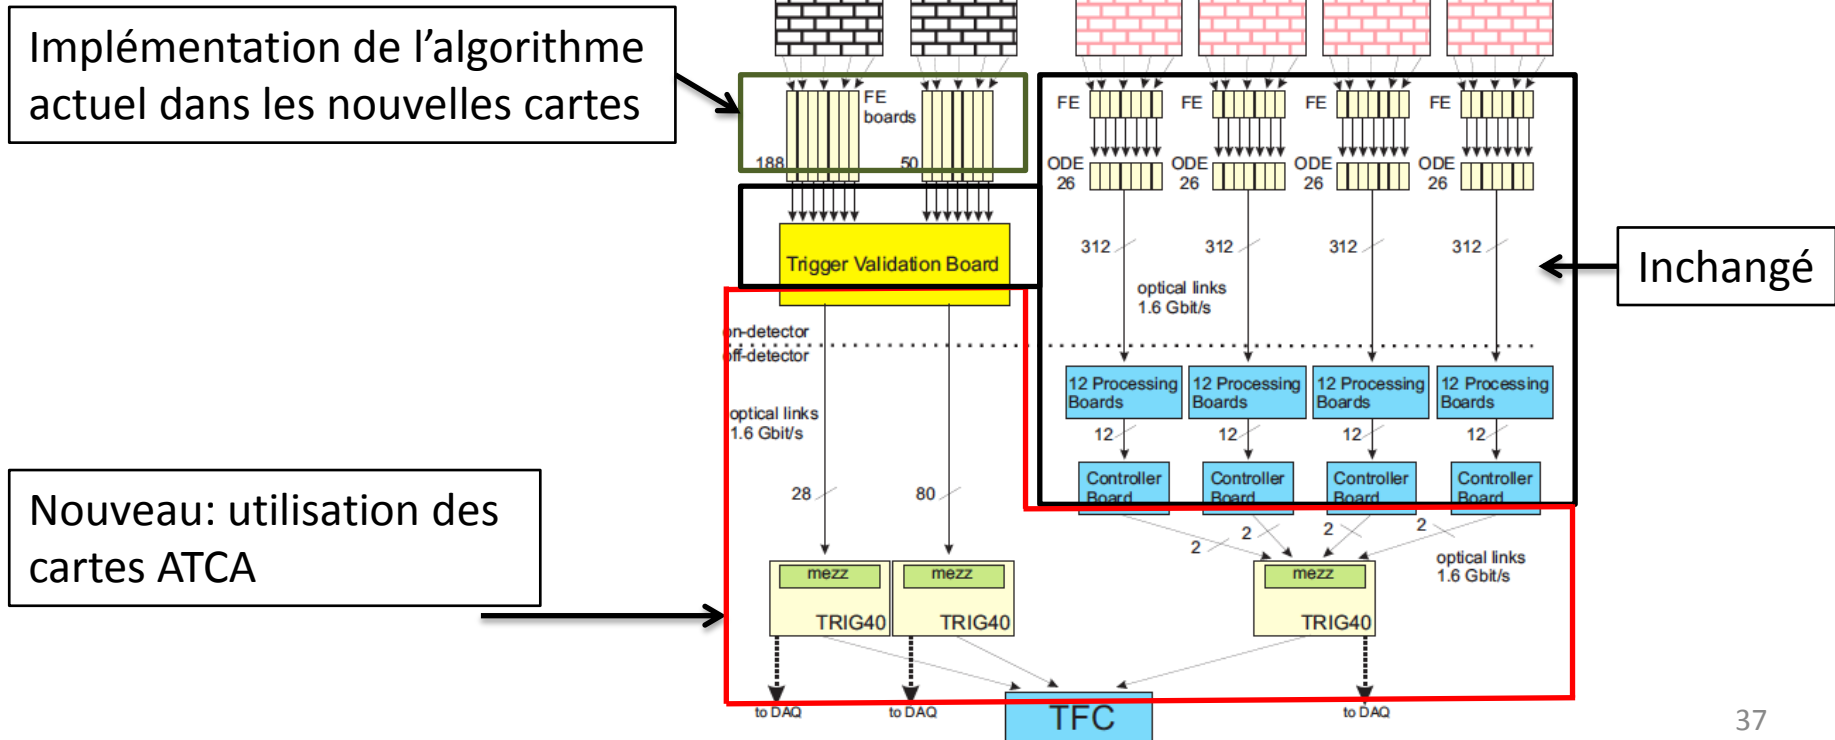 Implémentation de l’algorithme
actuel dans les nouvelles cartes
FE
boards
188
50
FE
FE
FE
FE
ODE
26
ODE
26
ODE
26
ODE
26
Trigger Validation Board
312
312
312
312
optical links
1.6 Gbit/s
Inchangé
on-detector
off-detector
12 Processing
Boards
12 Processing
Boards
12 Processing
Boards
12 Processing
Boards
optical links
1.6 Gbit/s
12
12
12
12
Controller
Board
Controller
Board
Controller
Board
Controller
Board
28
80
2
2
2
2
optical links
1.6 Gbit/s
Nouveau: utilisation des
cartes ATCA
mezz
TRIG40
mezz
TRIG40
mezz
TRIG40
to DAQ
to DAQ
TFC
to DAQ
37